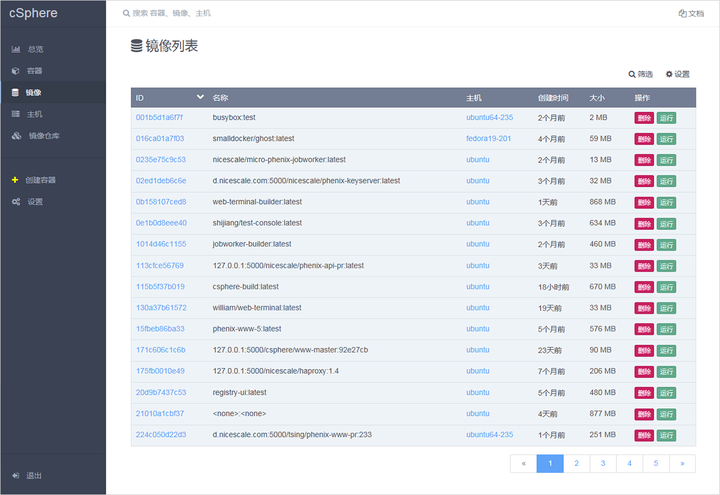 cSphere
搜索 容器、镜像、主机
文档
总览
容器
镜像
主机
镜像仓库
创建容器
设置
退出
镜像列表
筛选 设置
ID 名称 主机 创建时间 大小 操作
001b5d1a6f7f busybox:test ubuntu64-235 2个月前 2 MB 删除 运行
016ca01a7f03 smalldocker/ghost:latest fedora19-201 4个月前 59 MB 删除 运行
0235e75c9c53 nicescale/micro-phenix-jobworker:latest ubuntu 2个月前 13 MB 删除 运行
02ed1deb6c6e d.nicescale.com:5000/nicescale/phenix-keyserver:latest ubuntu 3个月前 32 MB 删除 运行
0b158107ced8 web-terminal-builder:latest ubuntu 1天前 868 MB 删除 运行
0e1b0d8eee40 shijiang/test-console:latest ubuntu 3个月前 634 MB 删除 运行
1014d46c1155 jobworker-builder:latest ubuntu 2个月前 460 MB 删除 运行
113cfce56769 127.0.0.1:5000/nicescale/phenix-api-pr:latest ubuntu 3天前 33 MB 删除 运行
115b5f37b019 csphere-build:latest ubuntu 18小时前 670 MB 删除 运行
130a37b61572 william/web-terminal:latest ubuntu 19天前 33 MB 删除 运行
15fbeb86ba33 phenix-www-5:latest ubuntu 5个月前 576 MB 删除 运行
171c606c1c6b 127.0.0.1:5000/csphere/www-master:92e27cb ubuntu 23天前 90 MB 删除 运行
175fb0010e49 127.0.0.1:5000/nicescale/haproxy:1.4 ubuntu 7个月前 206 MB 删除 运行
20d9b7437c53 registry-ui:latest ubuntu 5个月前 480 MB 删除 运行
21010a1cbf37 <none>:<none> ubuntu 4天前 877 MB 删除 运行
224c050d22d3 d.nicescale.com:5000/tsing/phenix-www-pr:233 ubuntu64-235 1个月前 251 MB 删除 运行
« 1 2 3 4 5 »